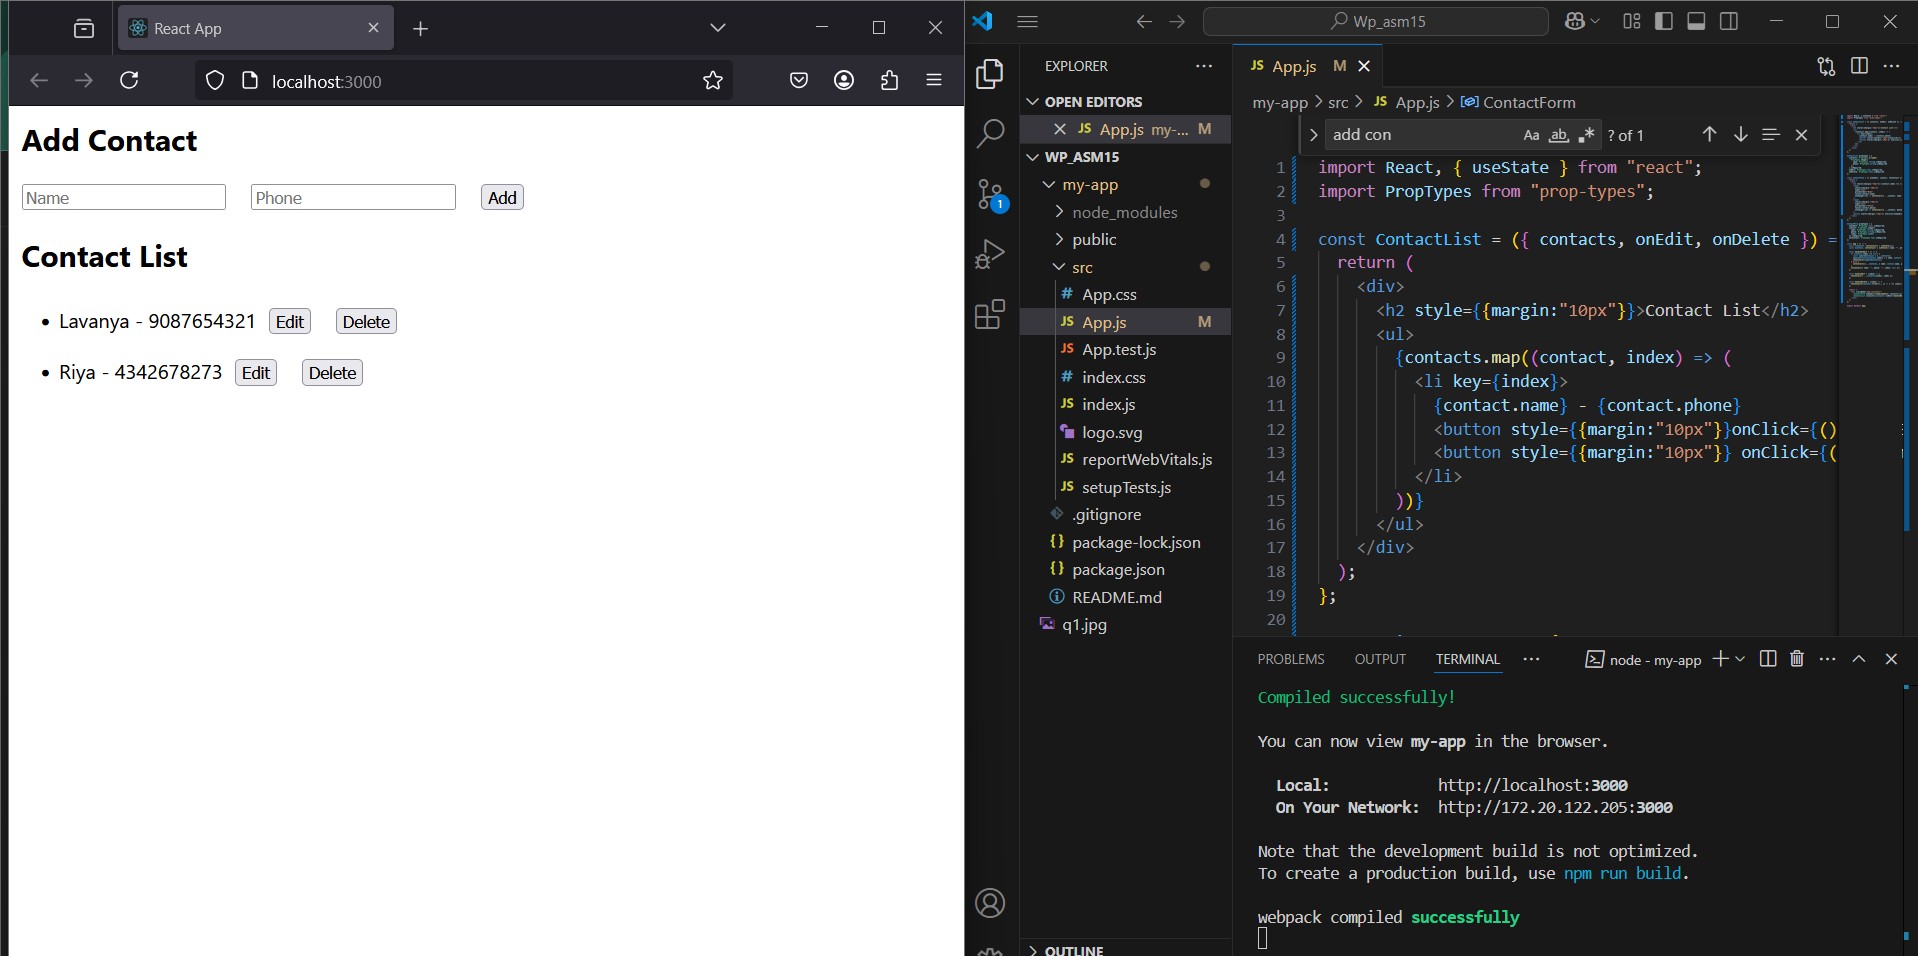 React App
localhost:3000
Add Contact
Name Phone Add
Contact List
Lavanya - 9087654321 Edit Delete
Riya - 4342678273 Edit Delete
Wp_asm15
EXPLORER
OPEN EDITORS
App.js my-... M
WP_ASM15
my-app
node_modules
public
src
App.css
App.js M
App.test.js
index.css
index.js
logo.svg
reportWebVitals.js
setupTests.js
.gitignore
package-lock.json
package.json
README.md
q1.jpg
OUTLINE
1
JS App.js M
my-app > src > JS App.js > ContactForm
add con Aa ab ? of 1
1 import React, { useState } from "react";
2 import PropTypes from "prop-types";
3
4 const ContactList = ({ contacts, onEdit, onDelete }) =
5 return (
6 <div>
7 <h2 style={{margin:"10px"}}>Contact List</h2>
8 <ul>
9 {contacts.map((contact, index) => (
10 <li key={index}>
11 {contact.name} - {contact.phone}
12 <button style={{margin:"10px"}}onClick={()
13 <button style={{margin:"10px"}} onClick={(
14 </li>
15 ))}
16 </ul>
17 </div>
18 );
19 };
20
PROBLEMS OUTPUT TERMINAL ... node - my-app
Compiled successfully!
You can now view my-app in the browser.
Local: http://localhost:3000
On Your Network: http://172.20.122.205:3000
Note that the development build is not optimized.
To create a production build, use npm run build.
webpack compiled successfully